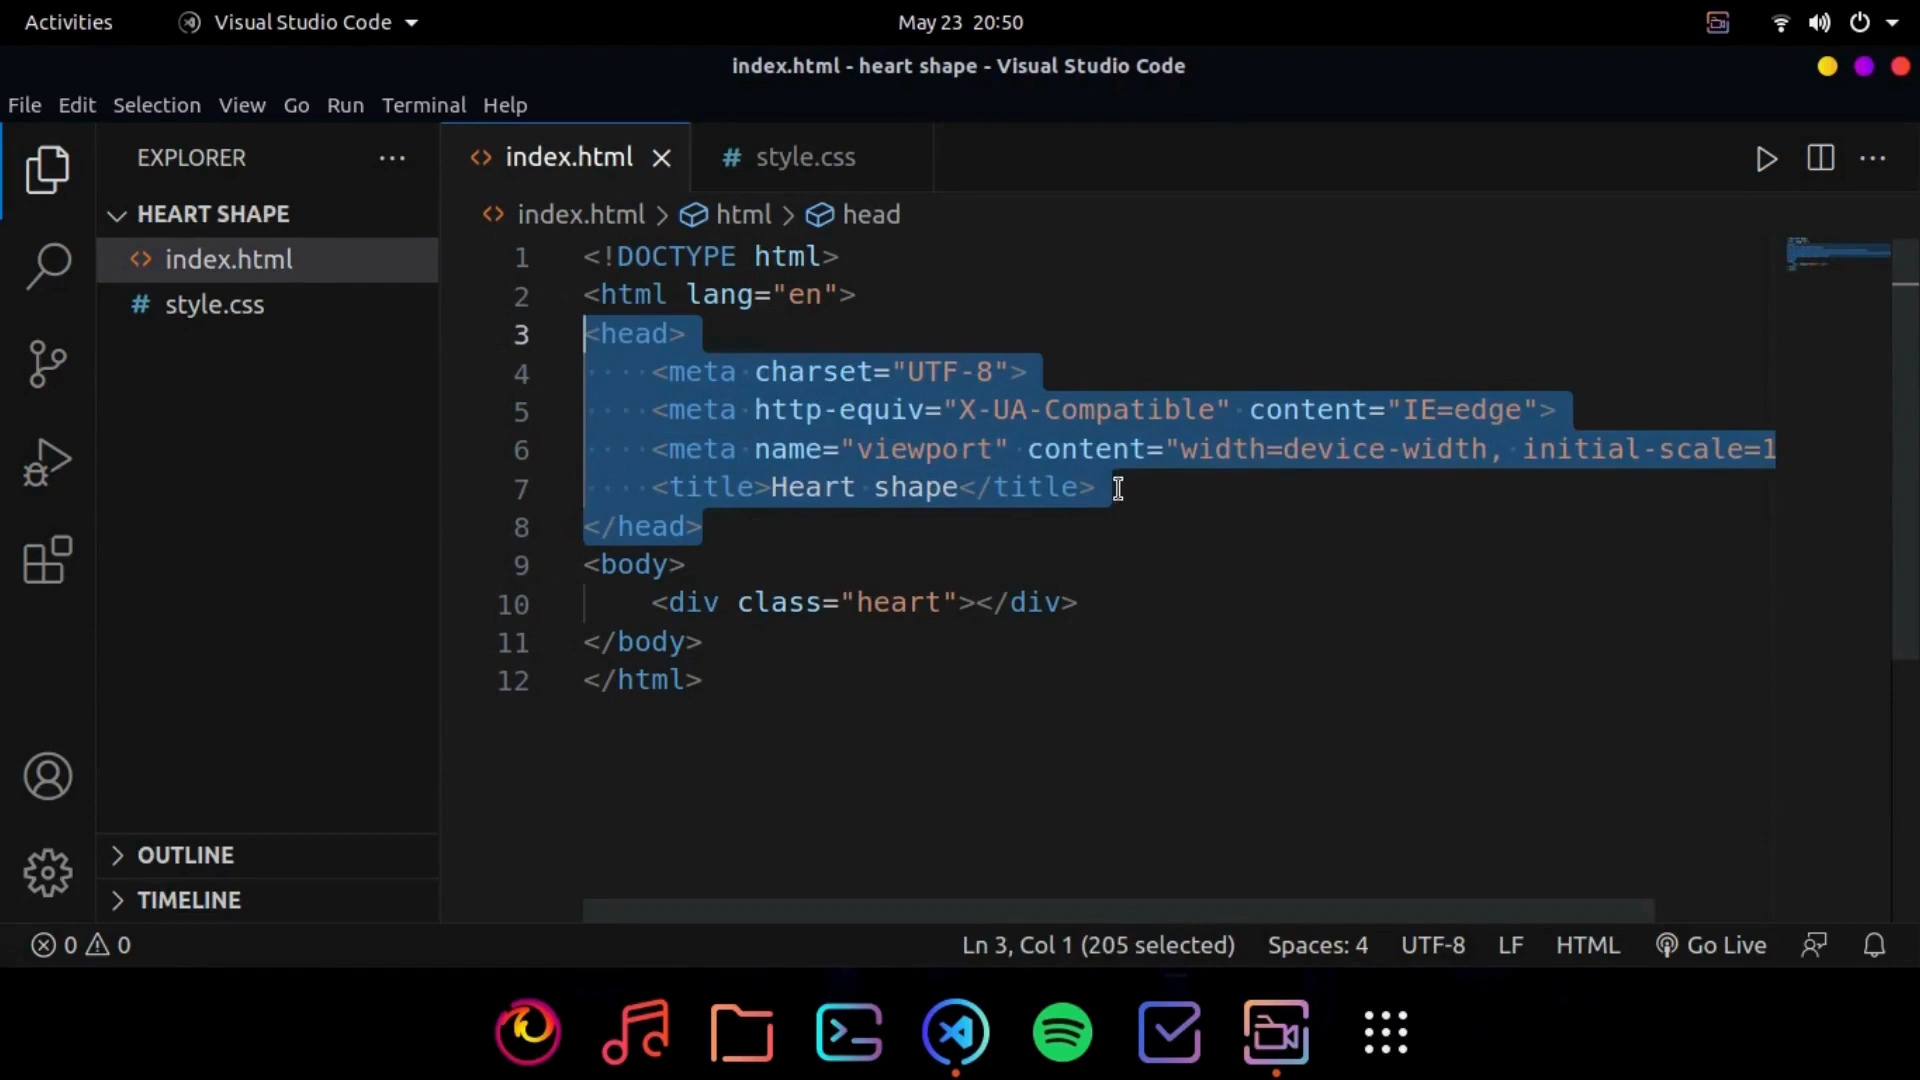 Activities
Visual Studio Code
May 23 20:50
index.html - heart shape - Visual Studio Code
File Edit Selection View Go Run Terminal Help
EXPLORER
HEART SHAPE
index.html
style.css
OUTLINE
TIMELINE
index.html
style.css
index.html > html > head
1 <!DOCTYPE html>
2 <html lang="en">
3 <head>
4     <meta charset="UTF-8">
5     <meta http-equiv="X-UA-Compatible" content="IE=edge">
6     <meta name="viewport" content="width=device-width, initial-scale=1
7     <title>Heart shape</title>
8 </head>
9 <body>
10     <div class="heart"></div>
11 </body>
12 </html>
0 0 Ln 3, Col 1 (205 selected) Spaces: 4 UTF-8 LF HTML Go Live